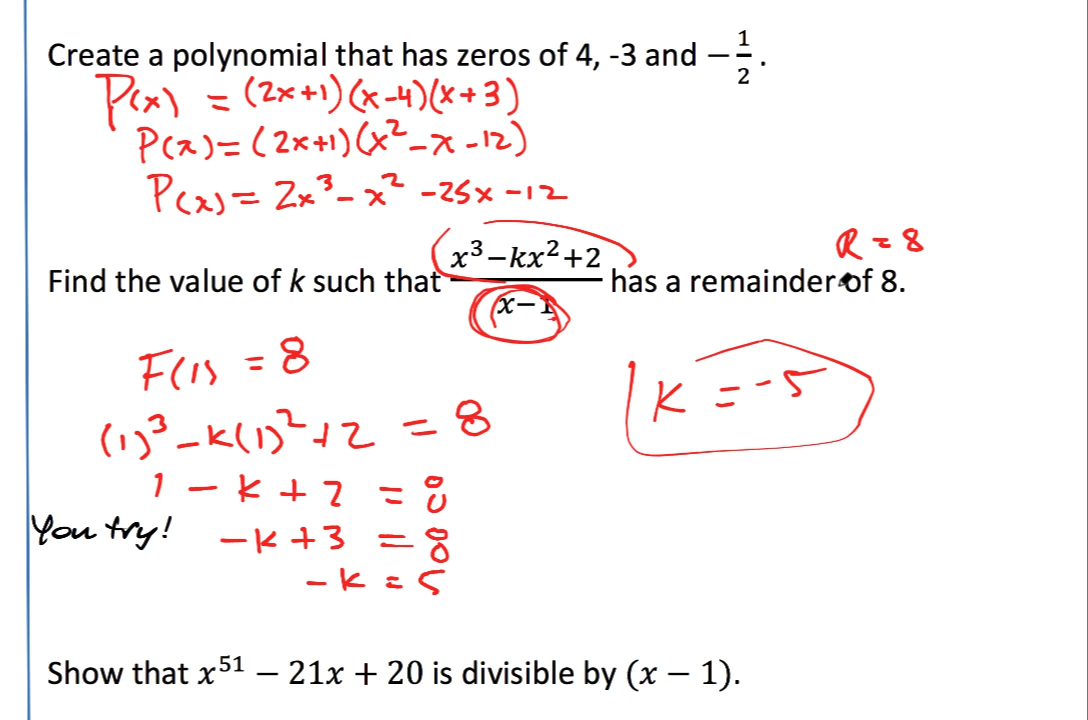 Create a polynomial that has zeros of 4, -3 and −1/2.
P(x) = (2x+1)(x-4)(x+3)
P(x) = (2x+1)(x²-x-12)
P(x) = 2x³-x²-25x-12
R = 8
Find the value of k such that (x³−kx²+2)/(x−1) has a remainder of 8.
F(1) = 8
K = -5
(1)³-k(1)²+2 = 8
1 - k + 2 = 8
You try!
-k + 3 = 8
-k = 5
Show that x⁵¹ − 21x + 20 is divisible by (x − 1).